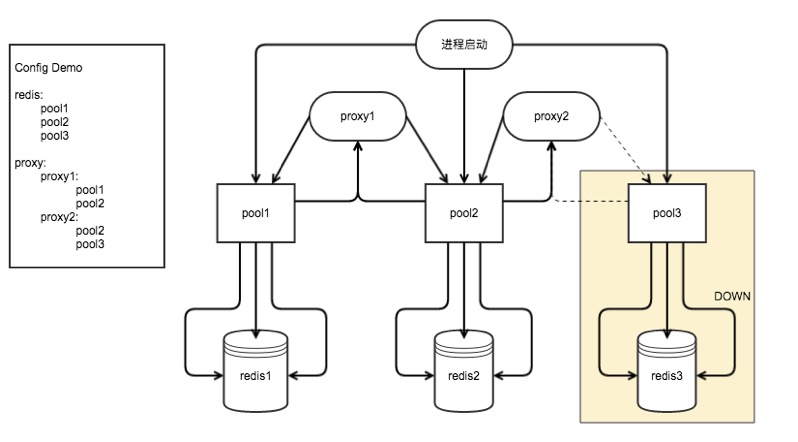 Config Demo
redis:
pool1
pool2
pool3
proxy:
proxy1:
pool1
pool2
proxy2:
pool2
pool3
进程启动
proxy1
proxy2
pool1
pool2
pool3
DOWN
redis1
redis2
redis3